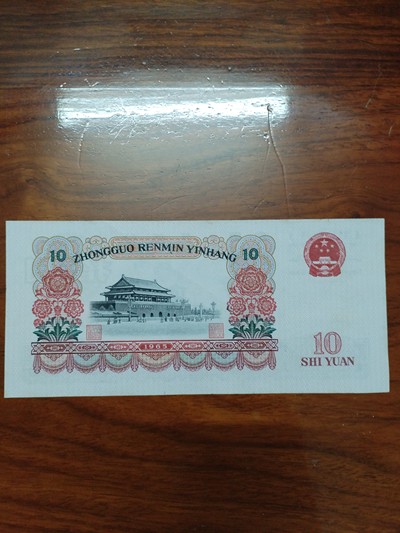 10 ZHONGGUO RENMIN YINHANG 10
1965
10
SHI YUAN